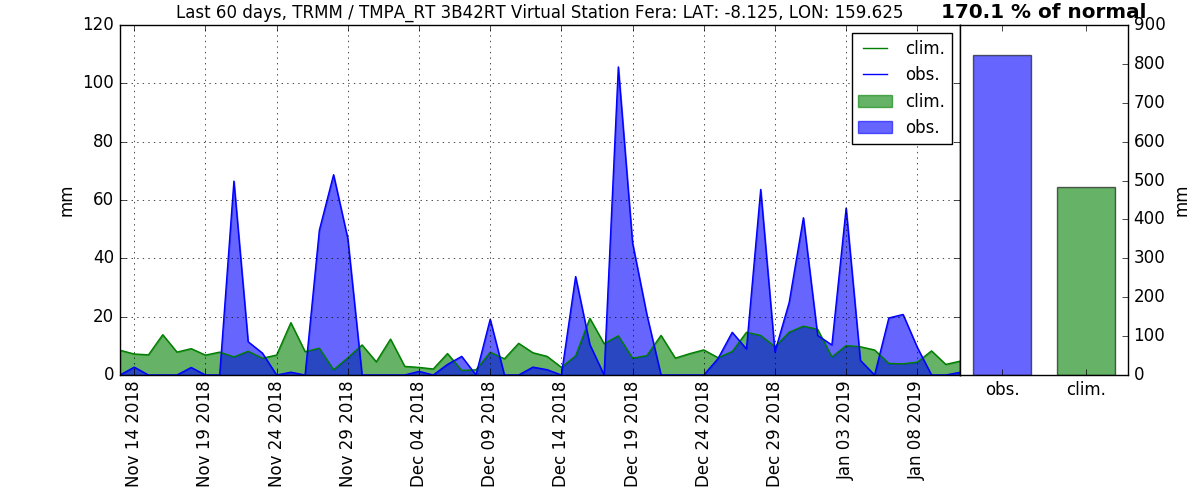 Last 60 days, TRMM / TMPA_RT 3B42RT Virtual Station Fera: LAT: -8.125, LON: 159.625
170.1 % of normal
mm
120
100
80
60
40
20
0
clim.
obs.
clim.
obs.
900
800
700
600
500
400
300
200
100
0
mm
Nov 14 2018
Nov 19 2018
Nov 24 2018
Nov 29 2018
Dec 04 2018
Dec 09 2018
Dec 14 2018
Dec 19 2018
Dec 24 2018
Dec 29 2018
Jan 03 2019
Jan 08 2019
obs.
clim.